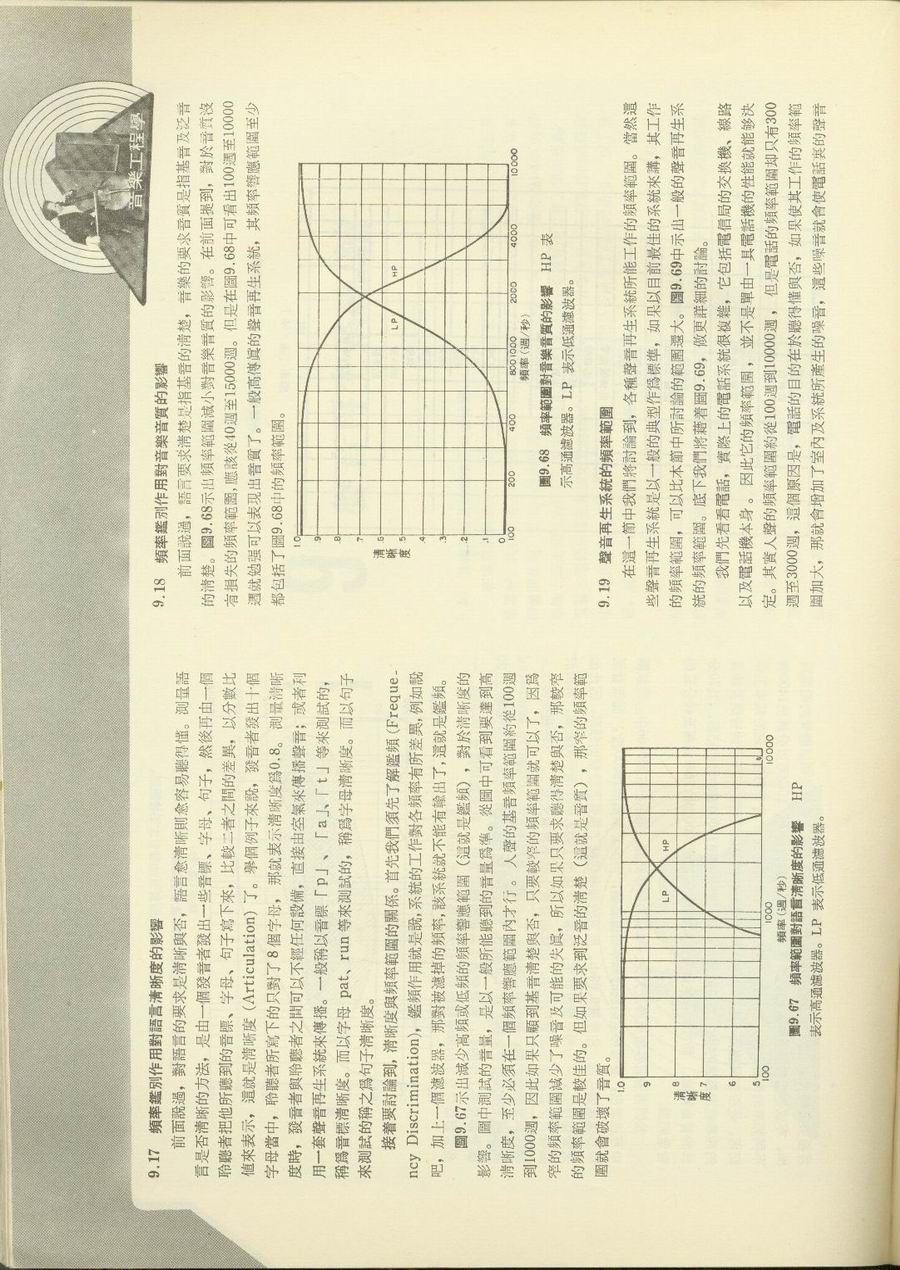 音樂工程學
9.17 頻率鑑別作用對語言清晰度的影響
前面說過，對語言的要求是清晰與否，語言愈清晰則愈容易聽得懂。測量語
言是否清晰的方法，是由一個發音者發出一些音標、字母、句子，然後再由一個
聆聽者把他所聽到的音標、字母、句子寫下來，比較二者之間的差異，以分數比
值來表示，這就是清晰度（Articulation）了。舉個例子來說，發音者發出十個
字母當中，聆聽者所寫下的只對了8個字母，那就表示清晰度爲0.8。測量清晰
度時，發音者與聆聽者之間可以不經任何設備，直接由空氣來傳播聲音；或者利
用一套聲音再生系統來傳播。一般稱以音標「p」、「a」、「t」等來測試的，
稱爲音標清晰度。而以字母 pat、run 等來測試的，稱爲字母清晰度。而以句子
來測試的稱之爲句子清晰度。
接着要討論到，清晰度與頻率範圍的關係。首先我們須先了解鑑頻（Freque-
ncy Discrimination），鑑頻作用就是說，系統的工作對各頻率有所差異，例如說
吧，加上一個濾波器，那對被濾掉的頻率，該系統就不能有輸出了，這就是鑑頻。
圖9.67示出減少高頻或低頻的頻率響應範圍（這就是鑑頻），對於清晰度的
影響。圖中測試的音量，是以一般所能聽到的音量爲準。從圖中可看到要達到高
清晰度，至少必須在一個頻率響應範圍內才行。人聲的基音頻率範圍約從100週
到1000週，因此如果只顧到基音清楚與否，只要較窄的頻率範圍就可以了，因爲
窄的頻率範圍減少了噪音及可能的失眞，所以如果只要求聽得清楚與否，那較窄
的頻率範圍是較佳的。但如果要求到泛音的清楚（這就是音質），那窄的頻率範
圍就會破壞了音質。
1.0
.9
.8
.7
.6
.5
清晰度
LP
HP
100
1000
10000
頻率（週/秒）
圖9.67 頻率範圍對語言清晰度的影響 HP
表示高通濾波器。LP 表示低通濾波器。
9.18 頻率鑑別作用對音樂音質的影響
前面說過，語言要求清楚是指基音的清楚，音樂的要求音質是指基音及泛音
的清楚。圖9.68示出頻率範圍減小對音樂音質的影響。在前面提到，對於音質沒
有損失的頻率範圍，應該從40週至15000週。但是在圖9.68中可看出100週至10000
週就勉强可以表現出音質了。一般高傳眞的聲音再生系統，其頻率響應範圍至少
都包括了圖9.68中的頻率範圍。
1.0
.9
.8
.7
.6
.5
.4
.3
.2
.1
0
清晰度
LP
HP
100
200
400
800
1000
2000
4000
10000
頻率（週/秒）
圖9.68 頻率範圍對音樂音質的影響 HP 表
示高通濾波器。LP 表示低通濾波器。
9.19 聲音再生系統的頻率範圍
在這一節中我們將討論到，各種聲音再生系統所能工作的頻率範圍。當然這
些聲音再生系統是以一般的典型作爲標準，如果以目前最佳的系統來講，其工作
的頻率範圍，可以比本節中所討論的範圍還大。圖9.69中示出一般的聲音再生系
統的頻率範圍。底下我們將藉着圖9.69，做更詳細的討論。
我們先看看電話，實際上的電話系統很複雜，它包括電信局的交換機、線路
以及電話機本身。因此它的頻率範圍，並不是單由一具電話機的性能就能够決
定。其實人聲的頻率範圍約從100週到10000週，但是電話的頻率範圍却只有300
週至3000週，這個原因是，電話的目的在於聽得懂與否，如果使其工作的頻率範
圍加大，那就會增加了室內及系統所產生的噪音，這些噪音就會使電話裏的聲音